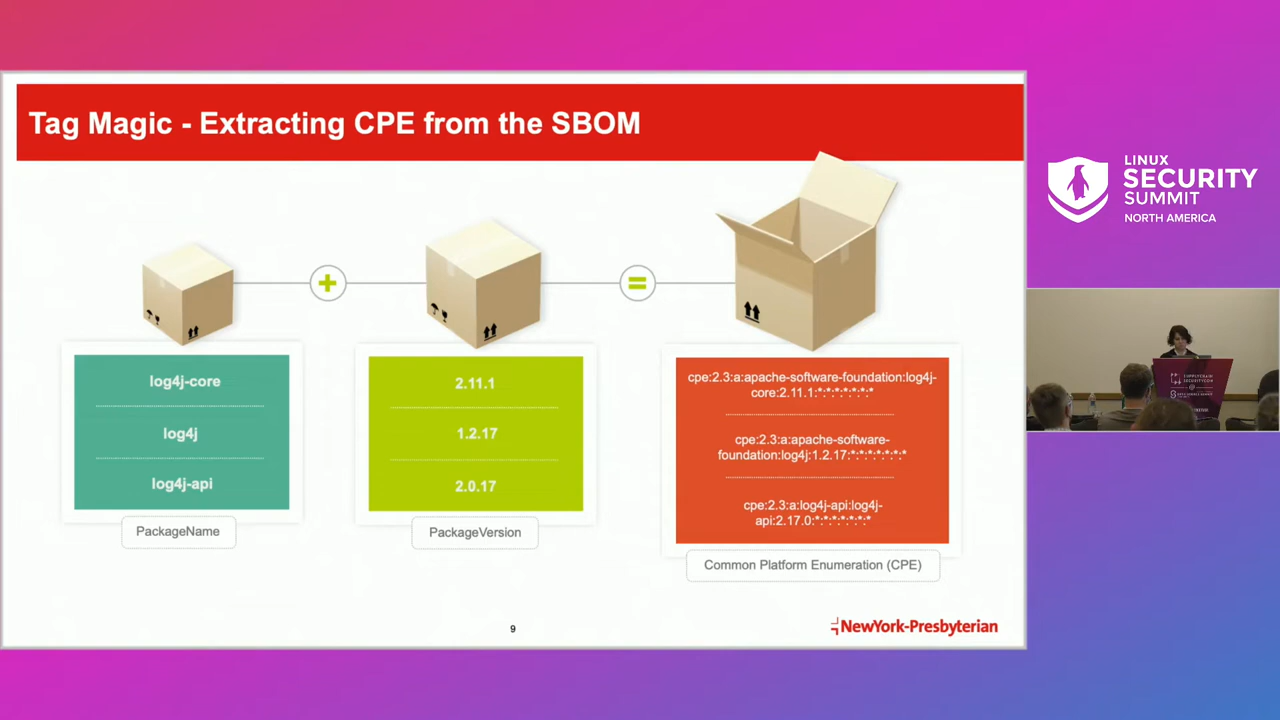 Tag Magic - Extracting CPE from the SBOM
log4j-core
log4j
log4j-api
PackageName
2.11.1
1.2.17
2.0.17
PackageVersion
cpe:2.3:a:apache-software-foundation:log4j-
core:2.11.1:*:*:*:*:*:*:*
cpe:2.3:a:apache-software-
foundation:log4j:1.2.17:*:*:*:*:*:*:*
cpe:2.3:a:log4j-api:log4j-
api:2.17.0:*:*:*:*:*:*:*
Common Platform Enumeration (CPE)
9
NewYork-Presbyterian
LINUX
SECURITY
SUMMIT
NORTH AMERICA